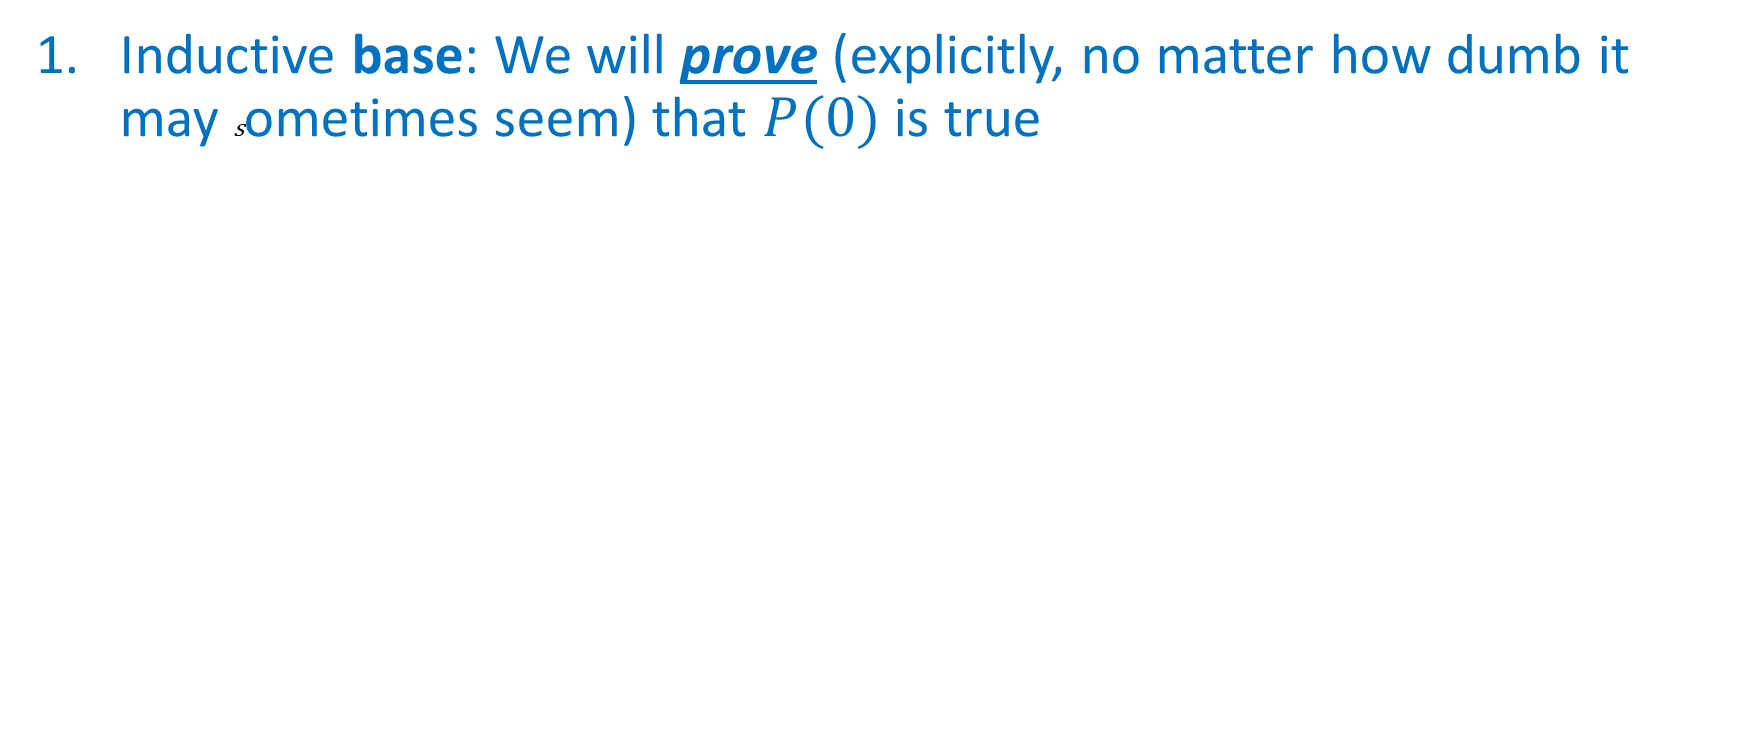 1. Inductive base: We will prove (explicitly, no matter how dumb it
may sometimes seem) that P(0) is true